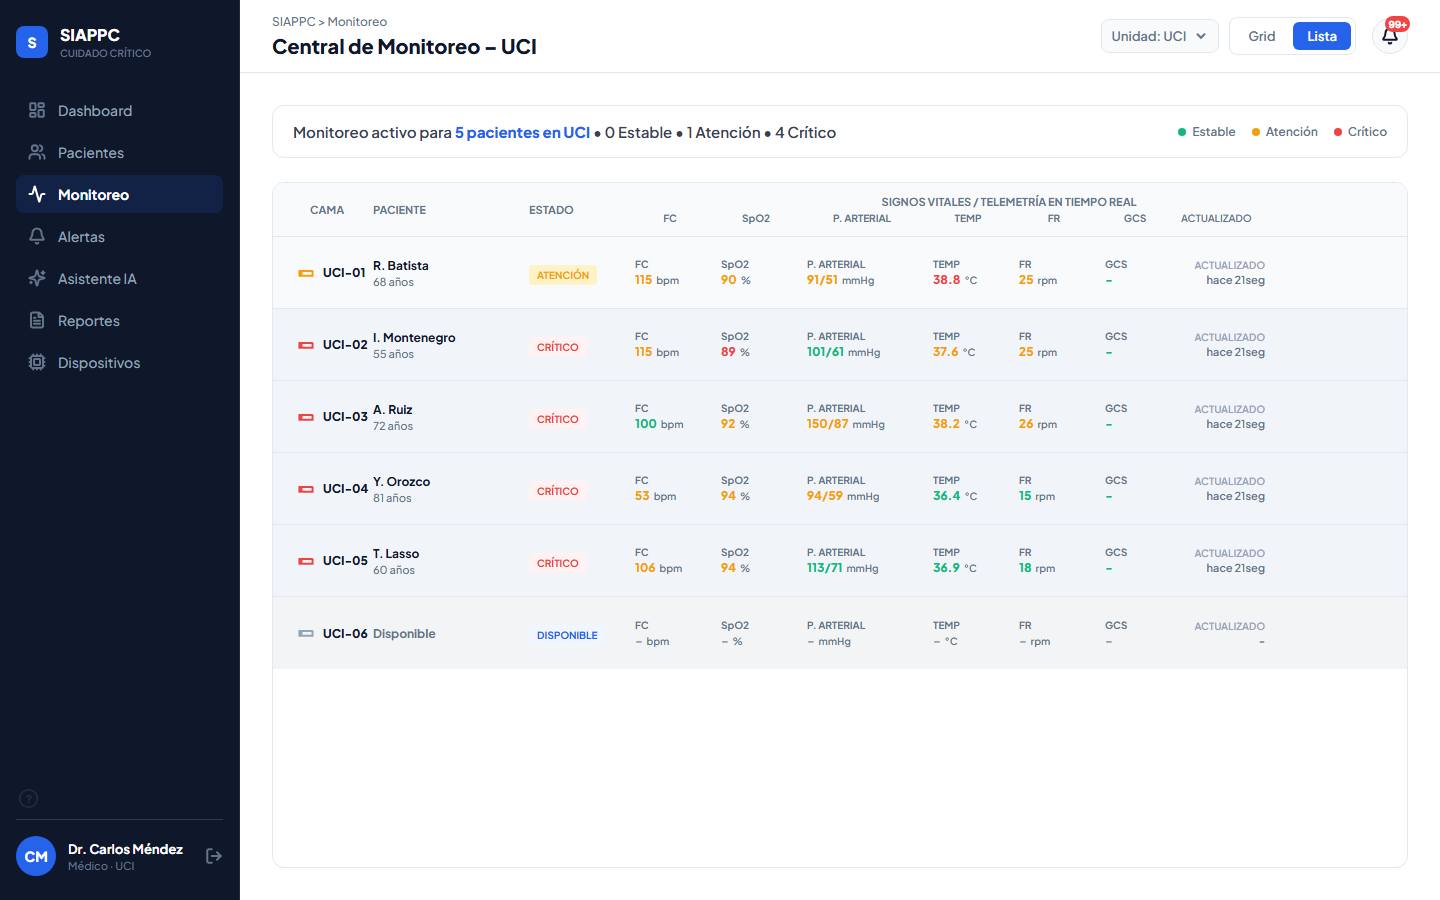 S
SIAPPC
CUIDADO CRÍTICO
Dashboard
Pacientes
Monitoreo
Alertas
Asistente IA
Reportes
Dispositivos
?
CM
Dr. Carlos Méndez
Médico · UCI
SIAPPC > Monitoreo
Central de Monitoreo – UCI
Unidad: UCI
Grid
Lista
99+
Monitoreo activo para 5 pacientes en UCI • 0 Estable • 1 Atención • 4 Crítico
Estable
Atención
Crítico
SIGNOS VITALES / TELEMETRÍA EN TIEMPO REAL
CAMA PACIENTE ESTADO FC SpO2 P. ARTERIAL TEMP FR GCS ACTUALIZADO
UCI-01
R. Batista
68 años
ATENCIÓN
FC
115 bpm
SpO2
90 %
P. ARTERIAL
91/51 mmHg
TEMP
38.8 °C
FR
25 rpm
GCS
–
ACTUALIZADO
hace 21seg
UCI-02
I. Montenegro
55 años
CRÍTICO
FC
115 bpm
SpO2
89 %
P. ARTERIAL
101/61 mmHg
TEMP
37.6 °C
FR
25 rpm
GCS
–
ACTUALIZADO
hace 21seg
UCI-03
A. Ruiz
72 años
CRÍTICO
FC
100 bpm
SpO2
92 %
P. ARTERIAL
150/87 mmHg
TEMP
38.2 °C
FR
26 rpm
GCS
–
ACTUALIZADO
hace 21seg
UCI-04
Y. Orozco
81 años
CRÍTICO
FC
53 bpm
SpO2
94 %
P. ARTERIAL
94/59 mmHg
TEMP
36.4 °C
FR
15 rpm
GCS
–
ACTUALIZADO
hace 21seg
UCI-05
T. Lasso
60 años
CRÍTICO
FC
106 bpm
SpO2
94 %
P. ARTERIAL
113/71 mmHg
TEMP
36.9 °C
FR
18 rpm
GCS
–
ACTUALIZADO
hace 21seg
UCI-06
Disponible
DISPONIBLE
FC
– bpm
SpO2
– %
P. ARTERIAL
– mmHg
TEMP
– °C
FR
– rpm
GCS
–
ACTUALIZADO
–